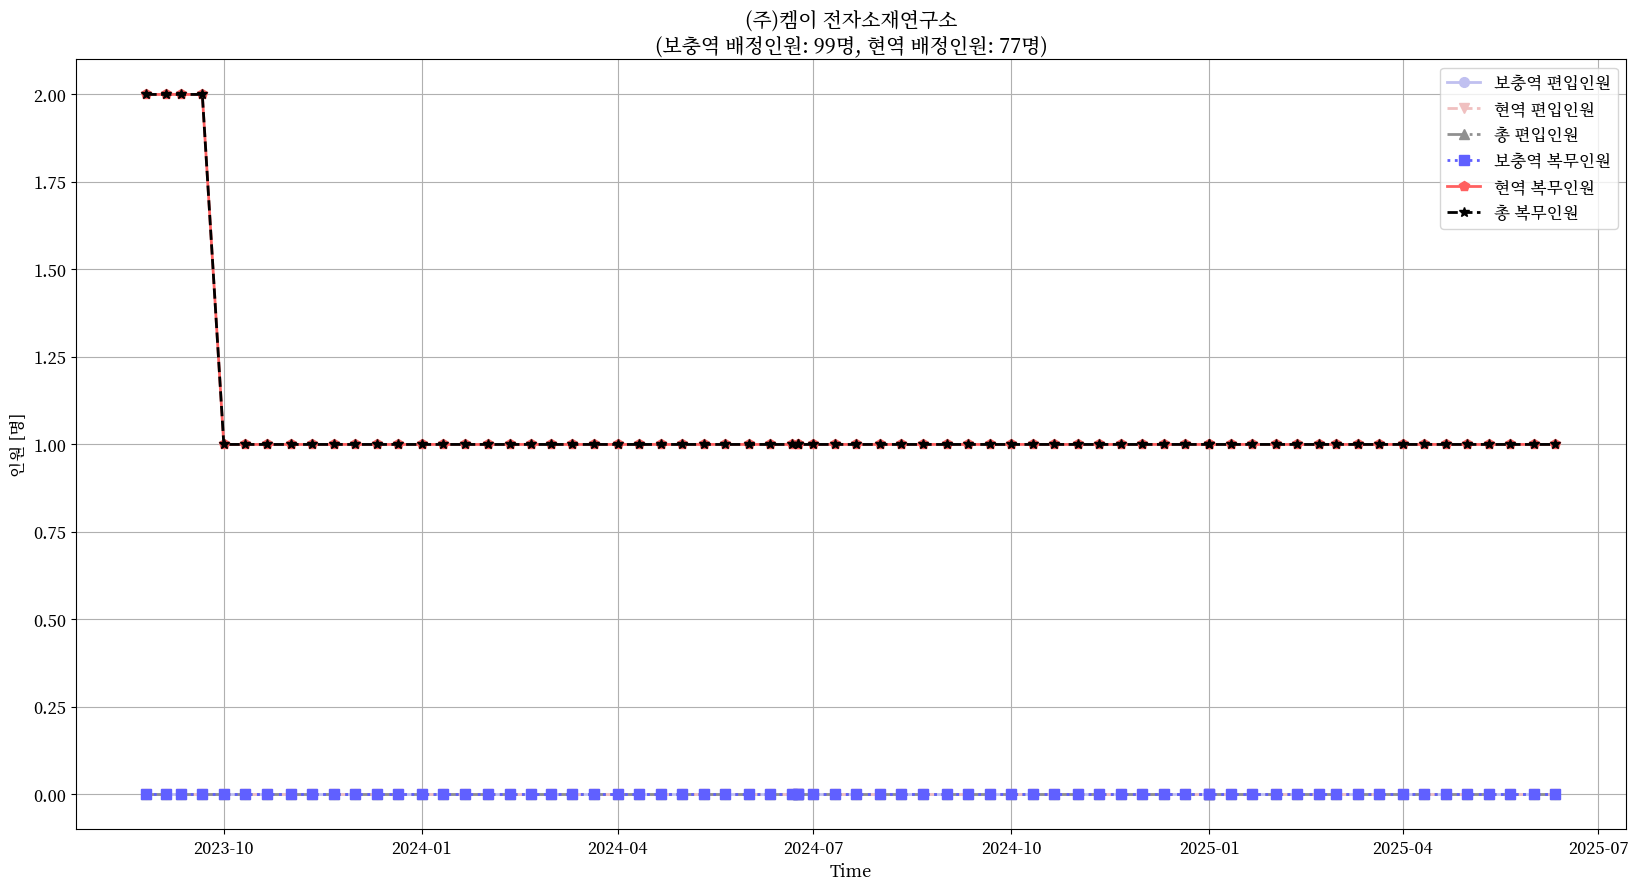 (주)켐이 전자소재연구소
(보충역 배정인원: 99명, 현역 배정인원: 77명)
보충역 편입인원
현역 편입인원
총 편입인원
보충역 복무인원
현역 복무인원
총 복무인원
인원 [명]
2.00
1.75
1.50
1.25
1.00
0.75
0.50
0.25
0.00
2023-10
2024-01
2024-04
2024-07
2024-10
2025-01
2025-04
2025-07
Time